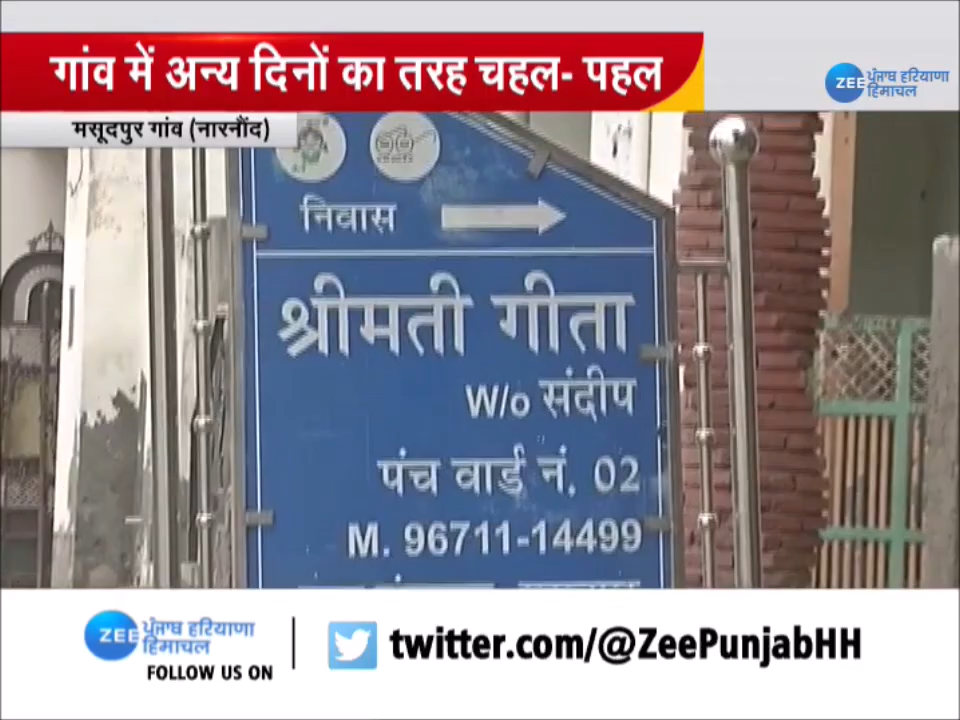 गांव में अन्य दिनों का तरह चहल- पहल
ZEE ਪੰਜਾਬ हरियाणा
हिमाचल
मसूदपुर गांव (नारनौंद)
निवास
श्रीमती गीता
W/o संदीप
पंच वार्ड नं. 02
M. 96711-14499
ZEE ਪੰਜਾਬ हरियाणा
हिमाचल
FOLLOW US ON
twitter.com/@ZeePunjabHH